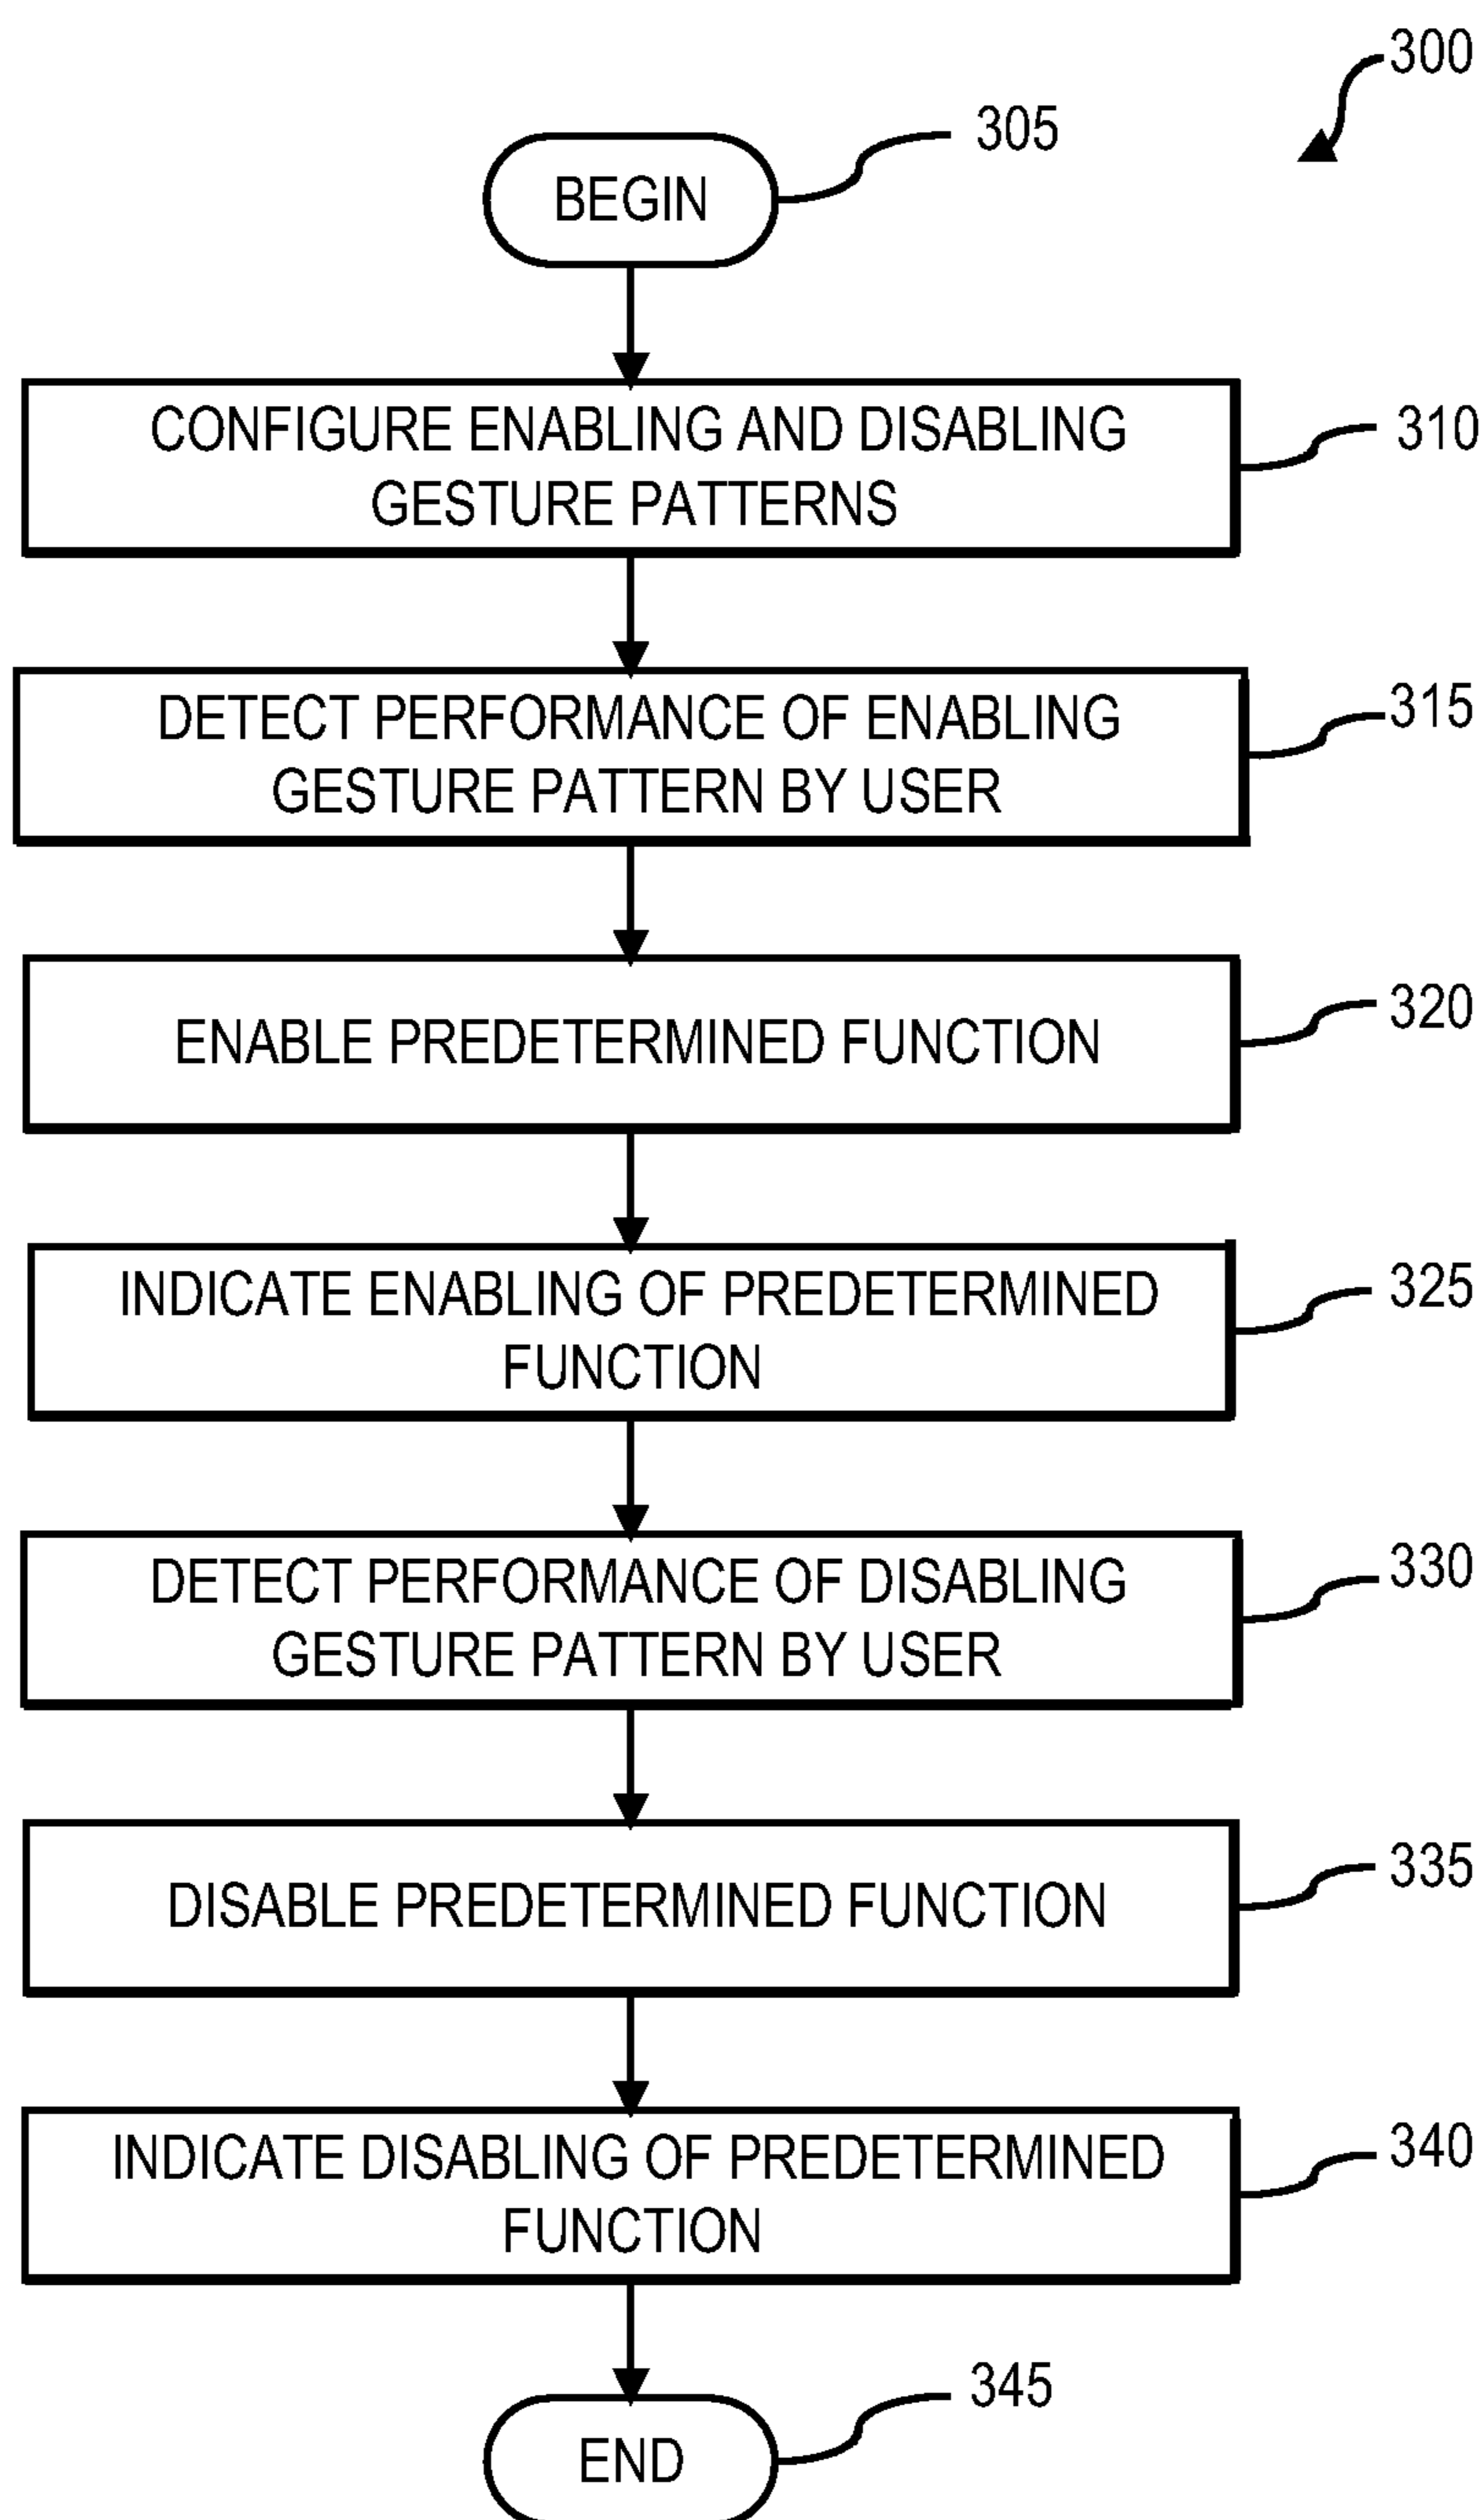 300
305
BEGIN
CONFIGURE ENABLING AND DISABLING
GESTURE PATTERNS
310
DETECT PERFORMANCE OF ENABLING
GESTURE PATTERN BY USER
315
ENABLE PREDETERMINED FUNCTION
320
INDICATE ENABLING OF PREDETERMIINED
FUNCTION
325
DETECT PERFORMANCE OF DISABLING
GESTURE PATTERN BY USER
330
DISABLE PREDETERMINED FUNCTION
335
INDICATE DISABLING OF PREDETERMINED
FUNCTION
340
345
END